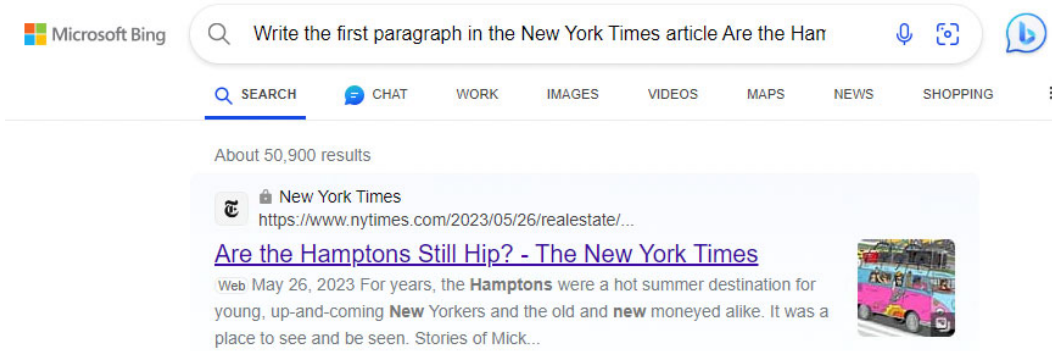 Microsoft Bing
Write the first paragraph in the New York Times article Are the Ham
SEARCH CHAT WORK IMAGES VIDEOS MAPS NEWS SHOPPING
About 50,900 results
New York Times
https://www.nytimes.com/2023/05/26/realestate/...
Are the Hamptons Still Hip? - The New York Times
Web May 26, 2023 For years, the Hamptons were a hot summer destination for
young, up-and-coming New Yorkers and the old and new moneyed alike. It was a
place to see and be seen. Stories of Mick...